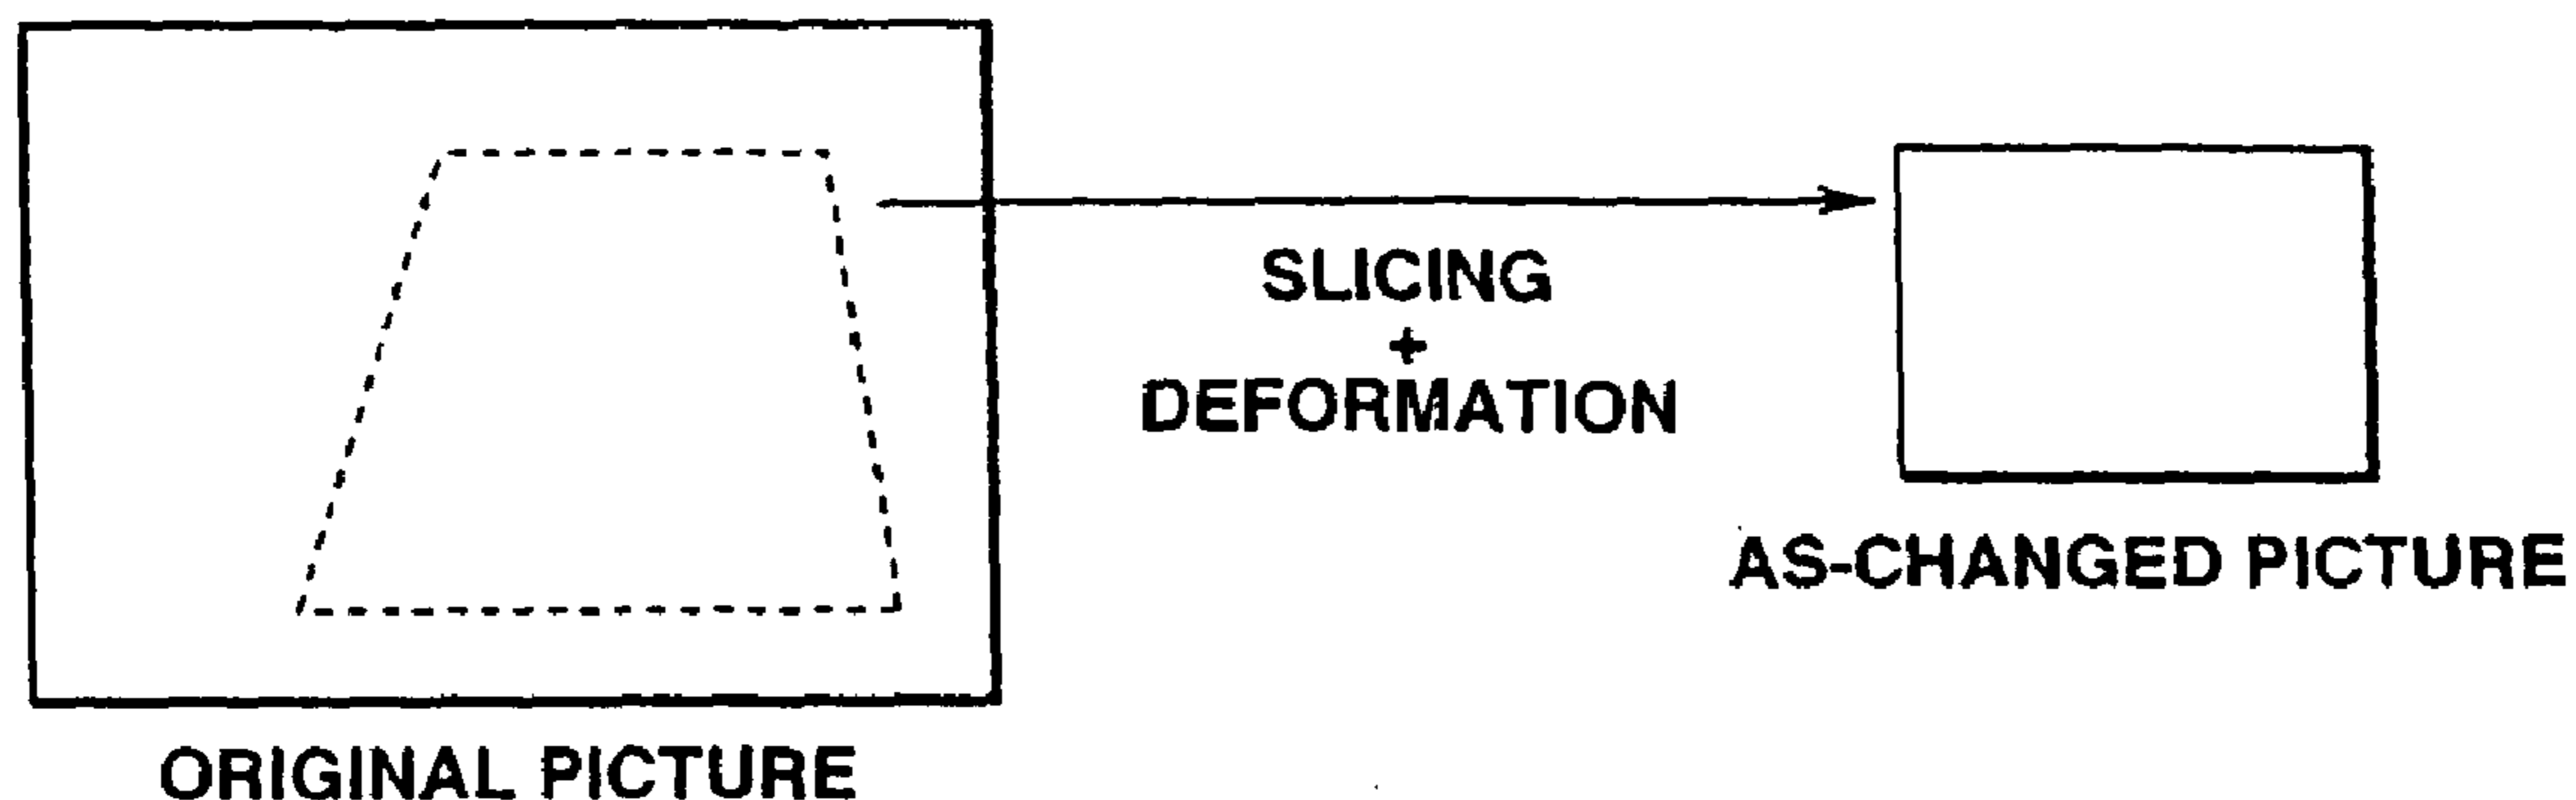 SLICING
+
DEFORMATION
AS-CHANGED PICTURE
ORIGINAL PICTURE